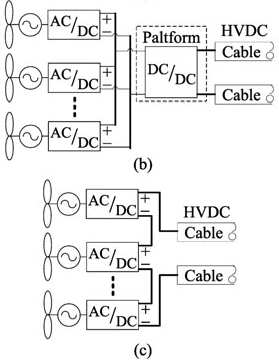 AC/DC + −
Paltform
HVDC
Cable
AC/DC + −
DC/DC
Cable
AC/DC + −
(b)
AC/DC + −
HVDC
Cable
AC/DC + −
Cable
AC/DC + −
(c)